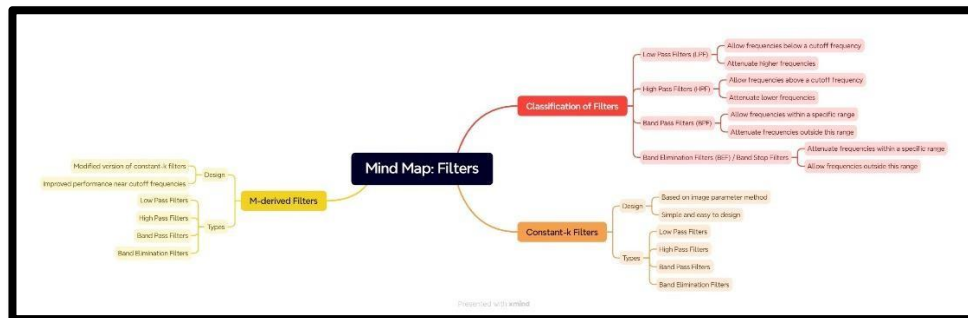 Mind Map: Filters
Classification of Filters
Low Pass Filters (LPF)
Allow frequencies below a cutoff frequency
Attenuate higher frequencies
High Pass Filters (HPF)
Allow frequencies above a cutoff frequency
Attenuate lower frequencies
Band Pass Filters (BPF)
Allow frequencies within a specific range
Attenuate frequencies outside this range
Band Elimination Filters (BEF) / Band Stop Filters
Attenuate frequencies within a specific range
Allow frequencies outside this range
Constant-k Filters
Design
Based on image parameter method
Simple and easy to design
Types
Low Pass Filters
High Pass Filters
Band Pass Filters
Band Elimination Filters
M-derived Filters
Design
Modified version of constant-k filters
Improved performance near cutoff frequencies
Types
Low Pass Filters
High Pass Filters
Band Pass Filters
Band Elimination Filters
Presented with xmind